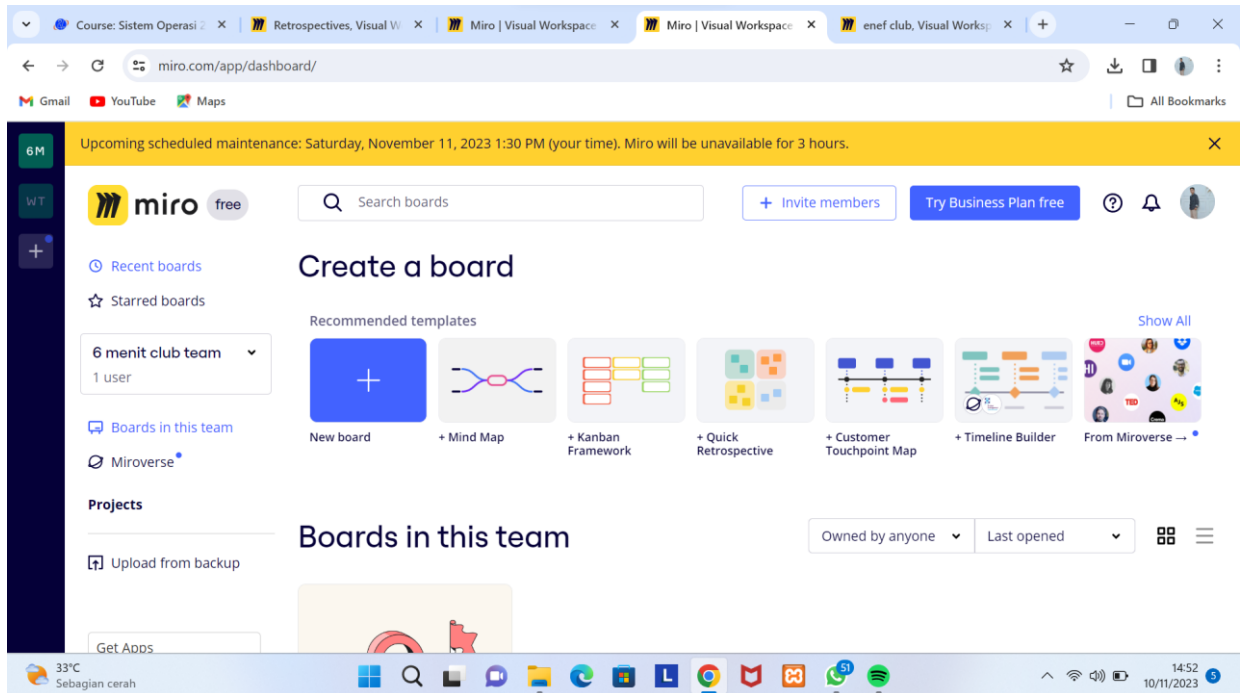 Course: Sistem Operasi 2
Retrospectives, Visual W
Miro | Visual Workspace
Miro | Visual Workspace
enef club, Visual Worksp
miro.com/app/dashboard/
Gmail
YouTube
Maps
All Bookmarks
6M
WT
Upcoming scheduled maintenance: Saturday, November 11, 2023 1:30 PM (your time). Miro will be unavailable for 3 hours.
miro free
Search boards
+ Invite members
Try Business Plan free
Recent boards
Starred boards
6 menit club team
1 user
Boards in this team
Miroverse
Projects
Upload from backup
Get Apps
Create a board
Recommended templates
Show All
New board
+ Mind Map
+ Kanban
Framework
+ Quick
Retrospective
+ Customer
Touchpoint Map
+ Timeline Builder
From Miroverse →
HI
TED
Boards in this team
Owned by anyone
Last opened
33°C
Sebagian cerah
L
51
14:52
10/11/2023
5